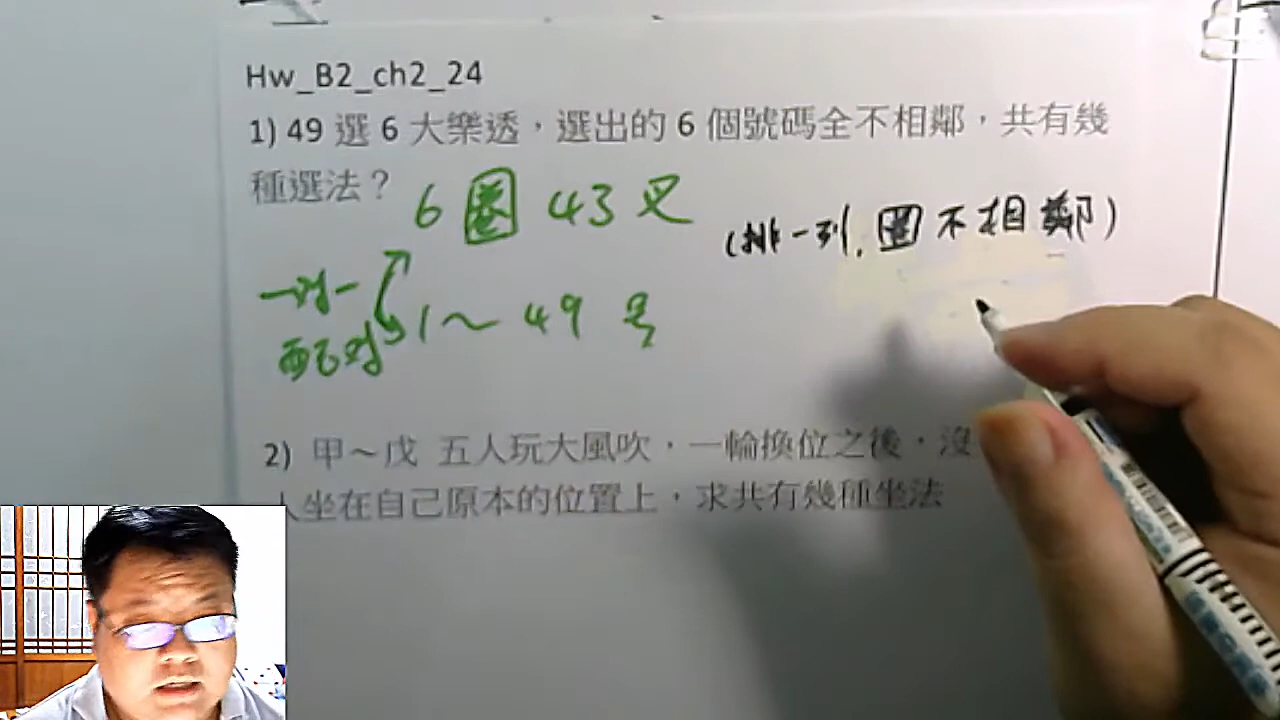 Hw_B2_ch2_24
1) 49 選 6 大樂透，選出的 6 個號碼全不相鄰，共有幾
種選法？
6 圈 43 叉
(排一列, 圈不相鄰)
一對一
配對
1～49 号
2) 甲～戊 五人玩大風吹，一輪換位之後，沒
人坐在自己原本的位置上，求共有幾種坐法